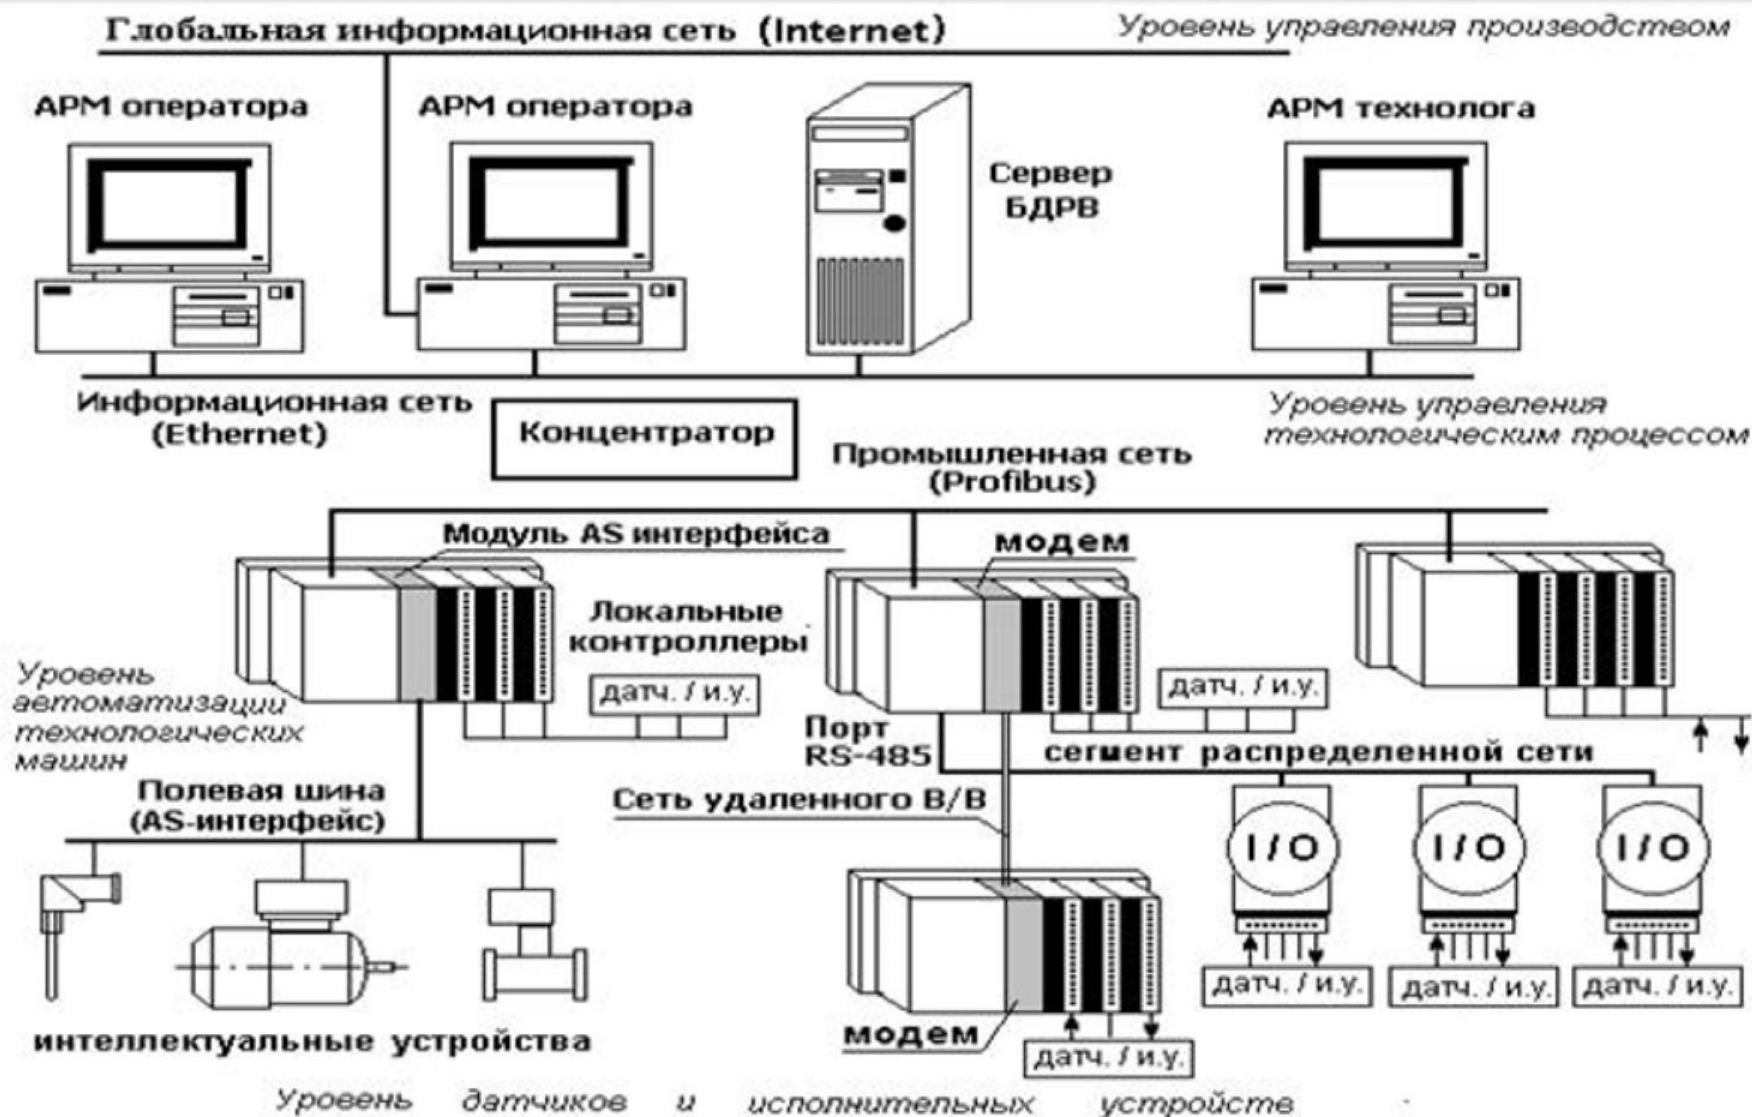 Глобальная информационная сеть (Internet)
Уровень управления производством
АРМ оператора
АРМ оператора
АРМ технолога
Сервер
БДРВ
Информационная сеть
(Ethernet)
Концентратор
Уровень управления
технологическим процессом
Промышленная сеть
(Profibus)
Модуль AS интерфейса
модем
Локальные
контроллеры
Уровень
автоматизации
технологических
машин
датч. / и.у.
датч. / и.у.
Порт
RS-485
сегмент распределенной сети
Полевая шина
(AS-интерфейс)
Сеть удаленного В/В
I/O
I/O
I/O
датч. / и.у.
датч. / и.у.
датч. / и.у.
интеллектуальные устройства
модем
датч. / и.у.
Уровень датчиков и исполнительных устройств